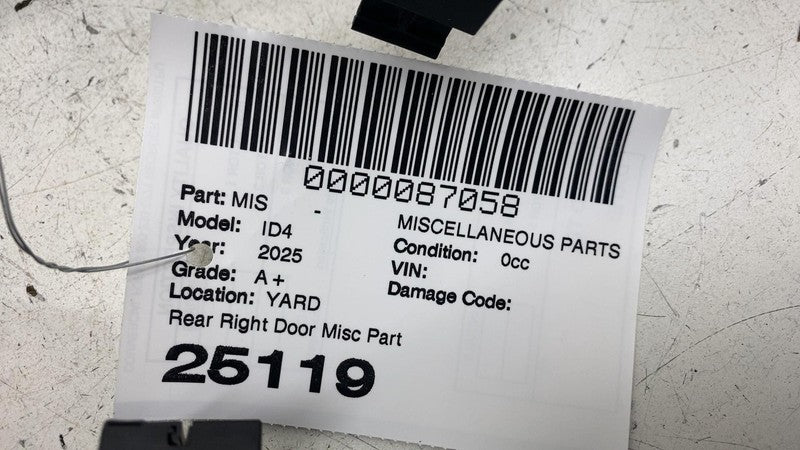 0000087058
Part: MIS -
MISCELLANEOUS PARTS
Model: ID4
Condition: 0cc
Year: 2025
VIN:
Grade: A+
Damage Code:
Location: YARD
Rear Right Door Misc Part
25119